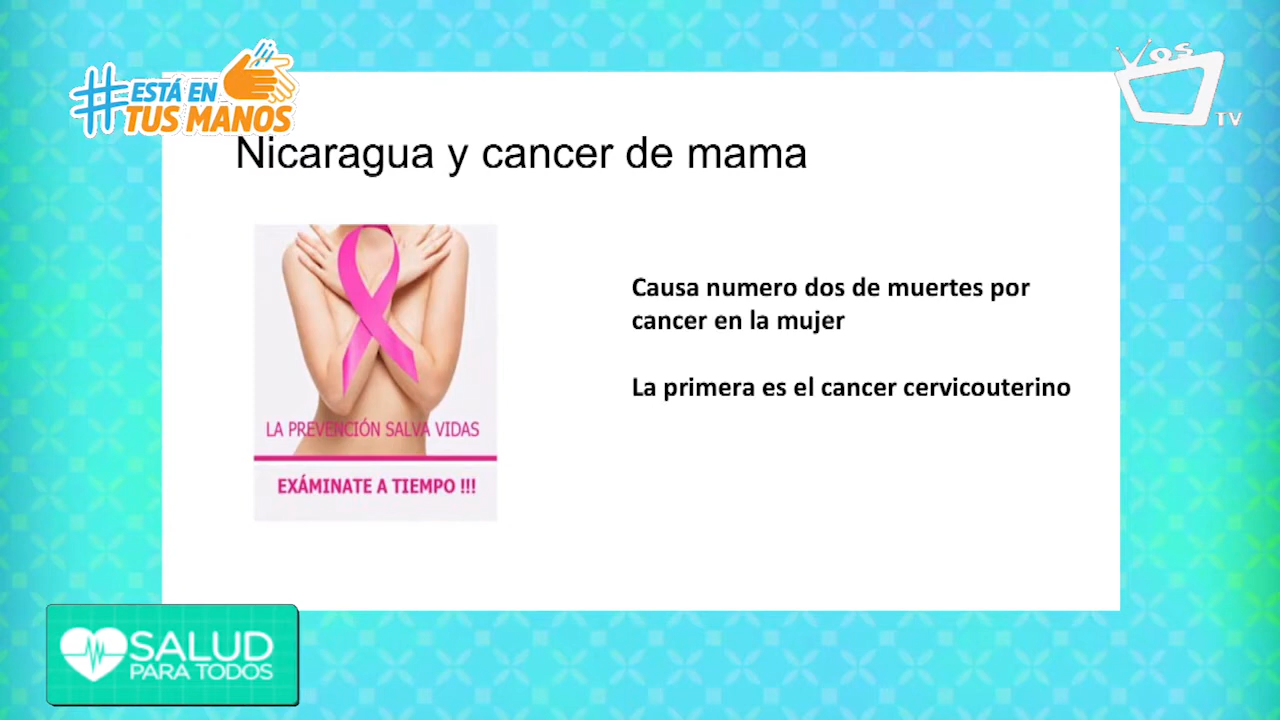 #ESTÁ EN
TUS MANOS
VOS
TV
Nicaragua y cancer de mama
LA PREVENCIÓN SALVA VIDAS
EXÁMINATE A TIEMPO !!!
Causa numero dos de muertes por
cancer en la mujer
La primera es el cancer cervicouterino
SALUD
PARA TODOS